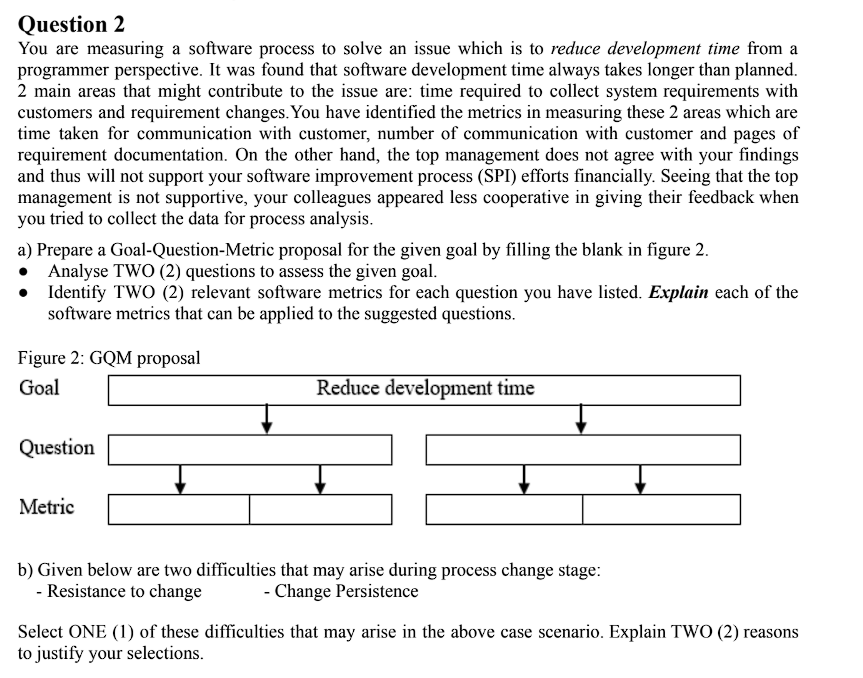 Question 2
You are measuring a software process to solve an issue which is to reduce development time from a
programmer perspective. It was found that software development time always takes longer than planned.
2 main areas that might contribute to the issue are: time required to collect system requirements with
customers and requirement changes.You have identified the metrics in measuring these 2 areas which are
time taken for communication with customer, number of communication with customer and pages of
requirement documentation. On the other hand, the top management does not agree with your findings
and thus will not support your software improvement process (SPI) efforts financially. Seeing that the top
management is not supportive, your colleagues appeared less cooperative in giving their feedback when
you tried to collect the data for process analysis.
a) Prepare a Goal-Question-Metric proposal for the given goal by filling the blank in figure 2.
● Analyse TWO (2) questions to assess the given goal.
● Identify TWO (2) relevant software metrics for each question you have listed. Explain each of the
software metrics that can be applied to the suggested questions.
Figure 2: GQM proposal
Goal Reduce development time
Question
Metric
b) Given below are two difficulties that may arise during process change stage:
- Resistance to change - Change Persistence
Select ONE (1) of these difficulties that may arise in the above case scenario. Explain TWO (2) reasons
to justify your selections.